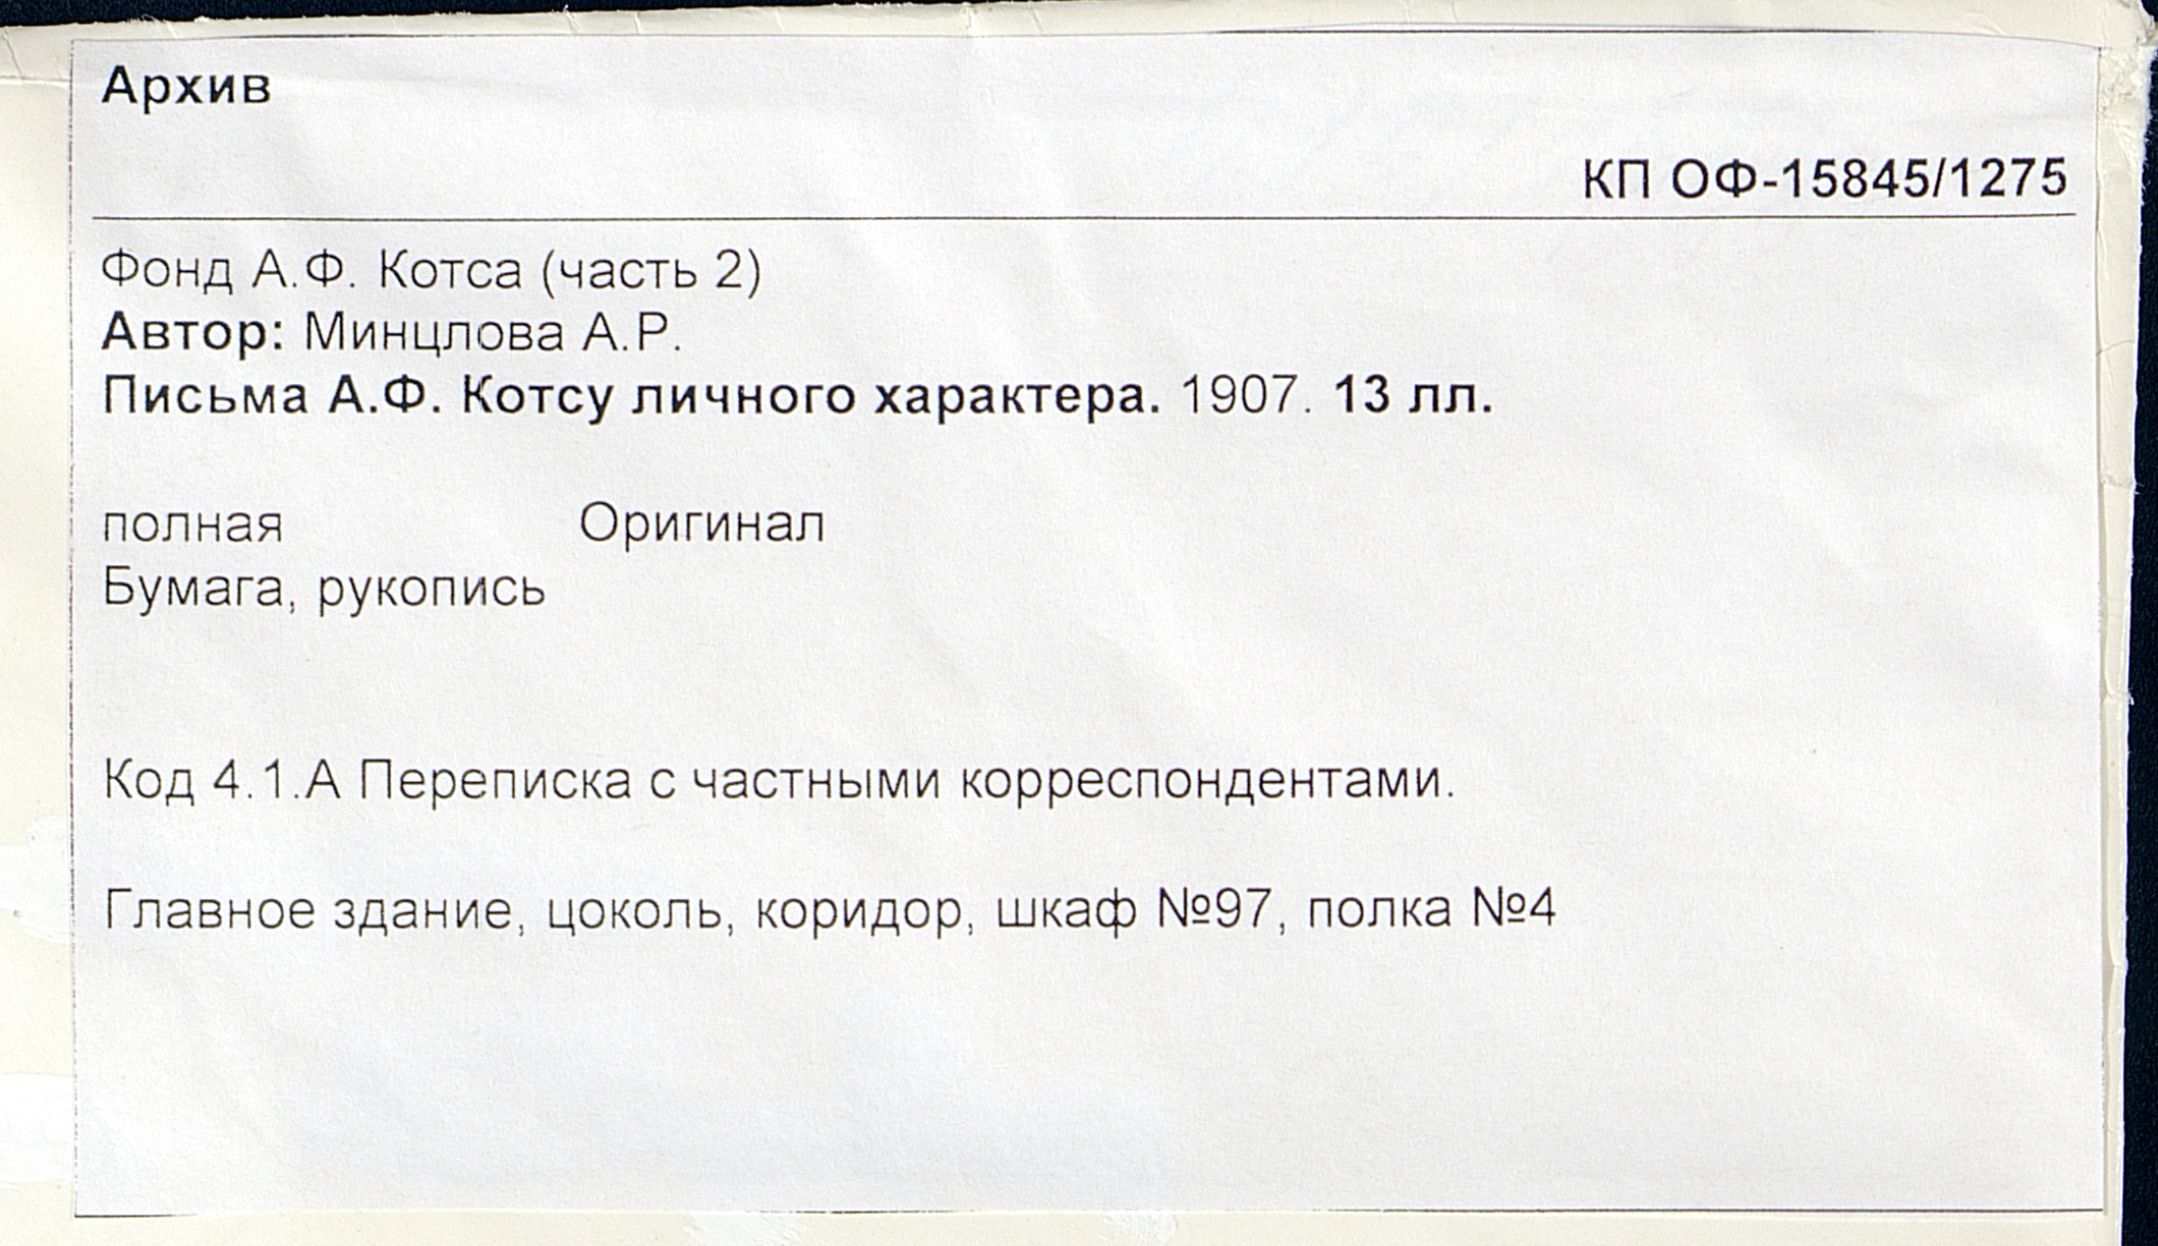 Архив
КП ОФ-15845/1275
Фонд А.Ф. Котса (часть 2)
Автор: Минцлова А.Р.
Письма А.Ф. Котсу личного характера. 1907. 13 лл.
полная Оригинал
Бумага, рукопись
Код 4.1.А Переписка с частными корреспондентами.
Главное здание, цоколь, коридор, шкаф №97, полка №4